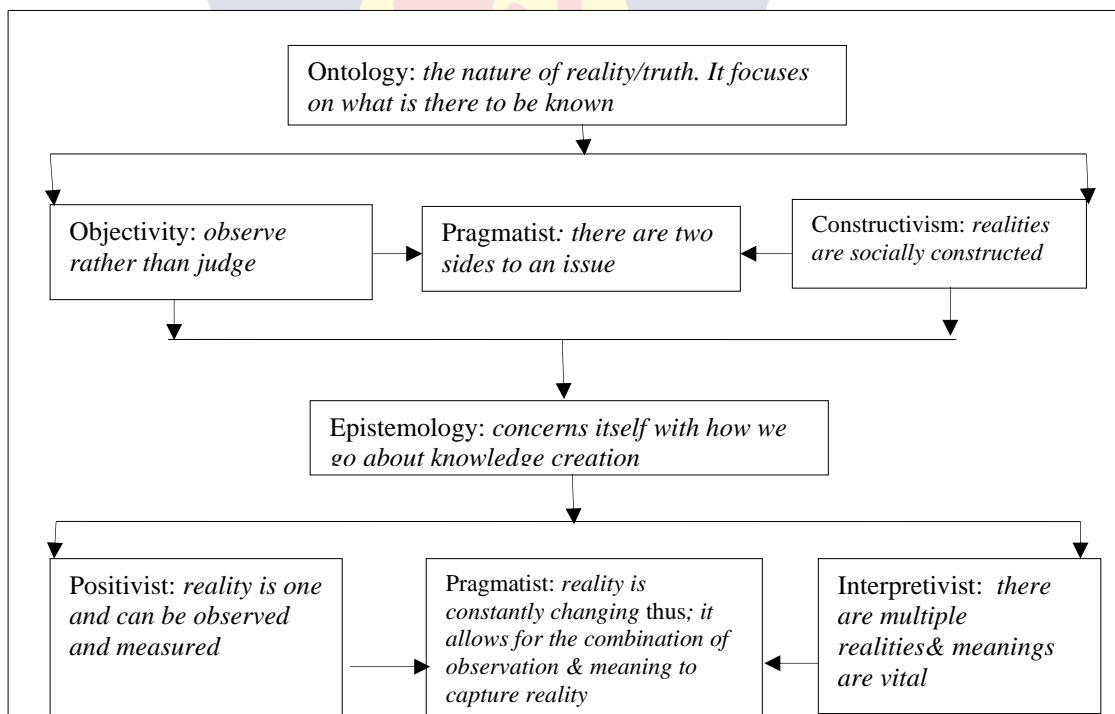 Ontology: the nature of reality/truth. It focuses
on what is there to be known
Objectivity: observe
rather than judge
Pragmatist: there are two
sides to an issue
Constructivism: realities
are socially constructed
Epistemology: concerns itself with how we
go about knowledge creation
Positivist: reality is one
and can be observed
and measured
Pragmatist: reality is
constantly changing thus; it
allows for the combination of
observation & meaning to
capture reality
Interpretivist: there
are multiple
realities& meanings
are vital